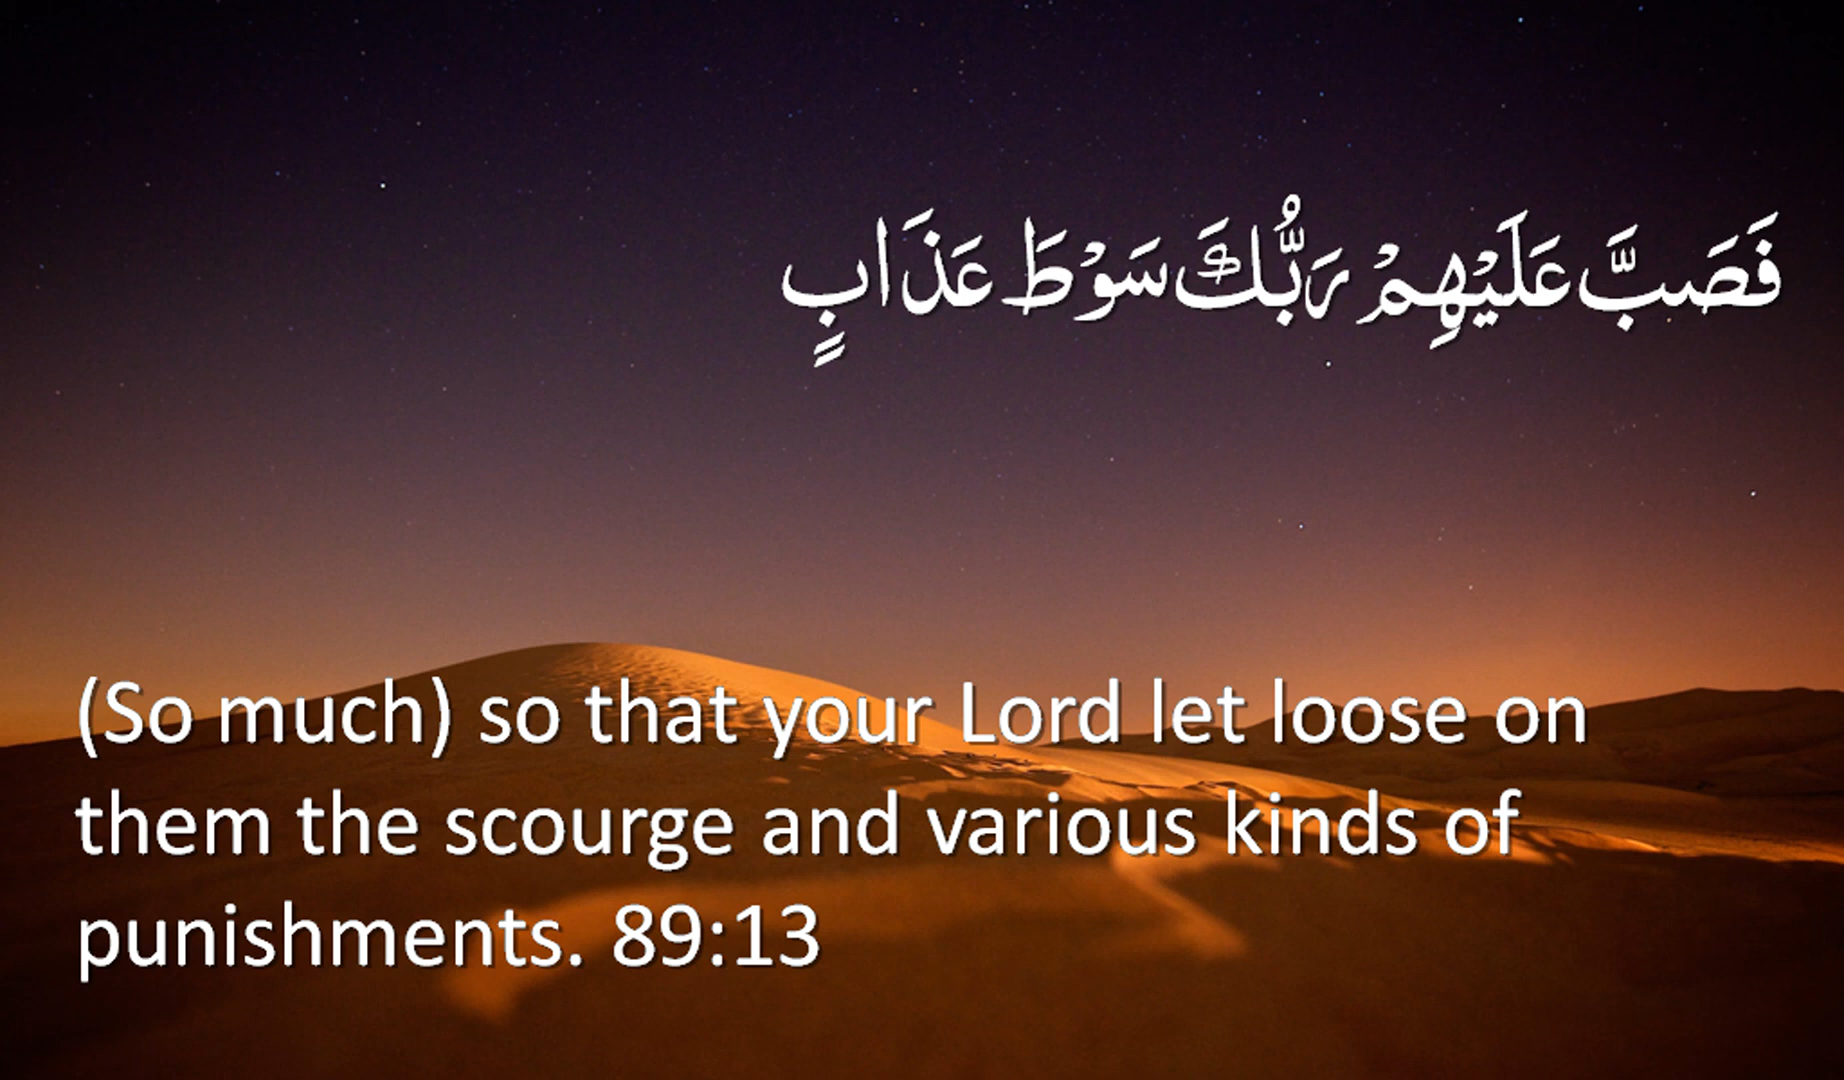 فَصَبَّ عَلَيْهِمْ رَبُّكَ سَوْطَ عَذَابٍ
(So much) so that your Lord let loose on
them the scourge and various kinds of
punishments. 89:13